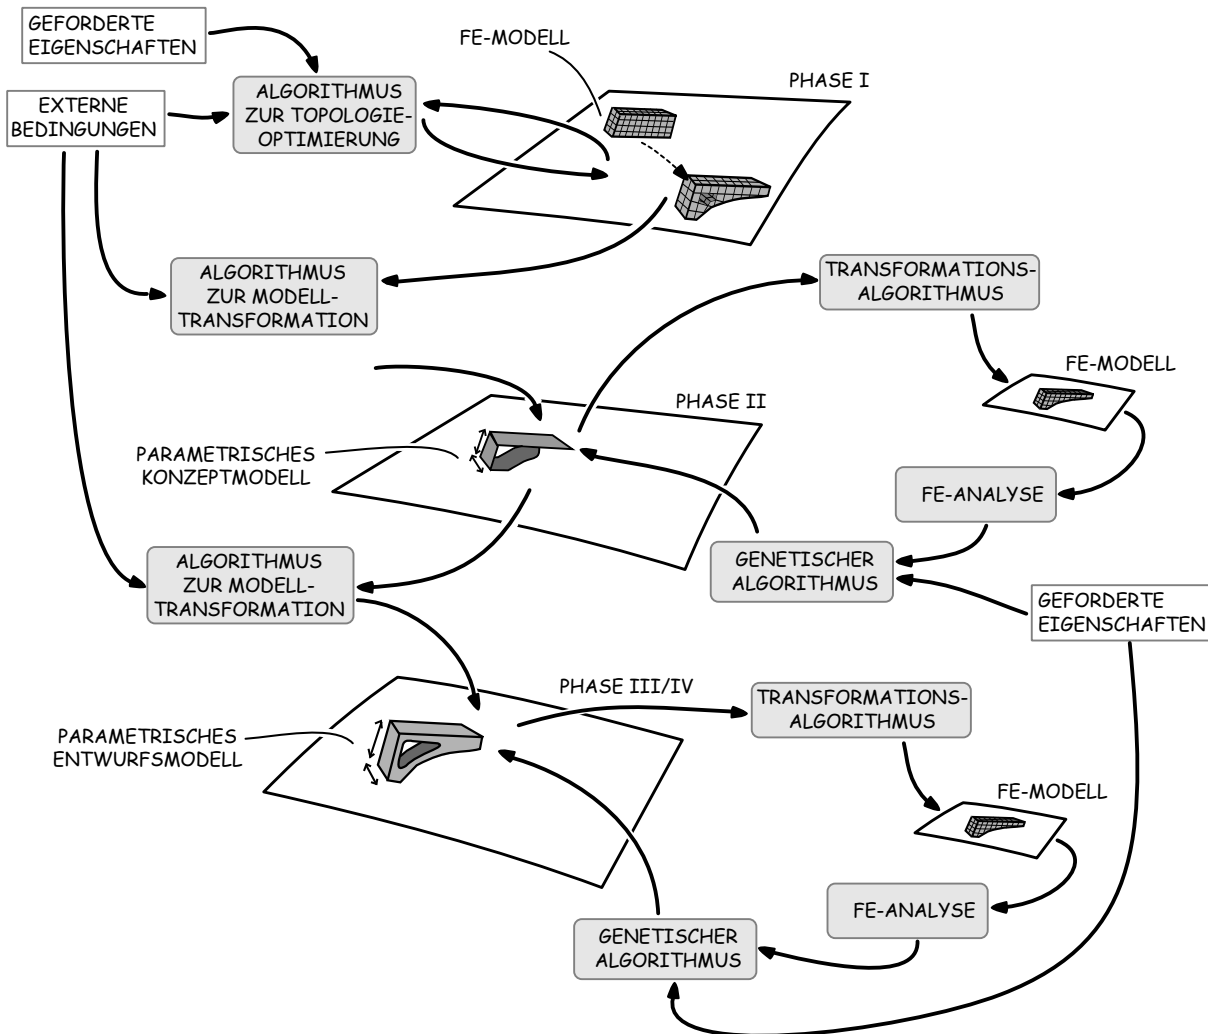 GEFORDERTE
EIGENSCHAFTEN
FE-MODELL
PHASE I
EXTERNE
BEDINGUNGEN
ALGORITHMUS
ZUR TOPOLOGIE-
OPTIMIERUNG
ALGORITHMUS
ZUR MODELL-
TRANSFORMATION
TRANSFORMATIONS-
ALGORITHMUS
FE-MODELL
PHASE II
PARAMETRISCHES
KONZEPTMODELL
FE-ANALYSE
GENETISCHER
ALGORITHMUS
ALGORITHMUS
ZUR MODELL-
TRANSFORMATION
GEFORDERTE
EIGENSCHAFTEN
PHASE III/IV
TRANSFORMATIONS-
ALGORITHMUS
PARAMETRISCHES
ENTWURFSMODELL
FE-MODELL
FE-ANALYSE
GENETISCHER
ALGORITHMUS